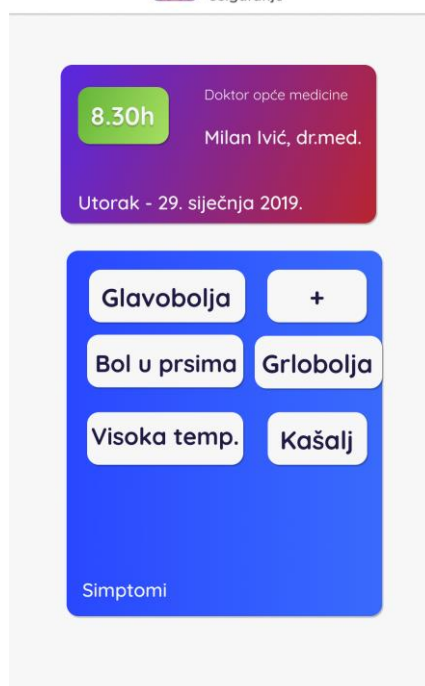 8.30h
Doktor opće medicine
Milan Ivić, dr.med.
Utorak - 29. siječnja 2019.
Glavobolja
+
Bol u prsima
Grlobolja
Visoka temp.
Kašalj
Simptomi